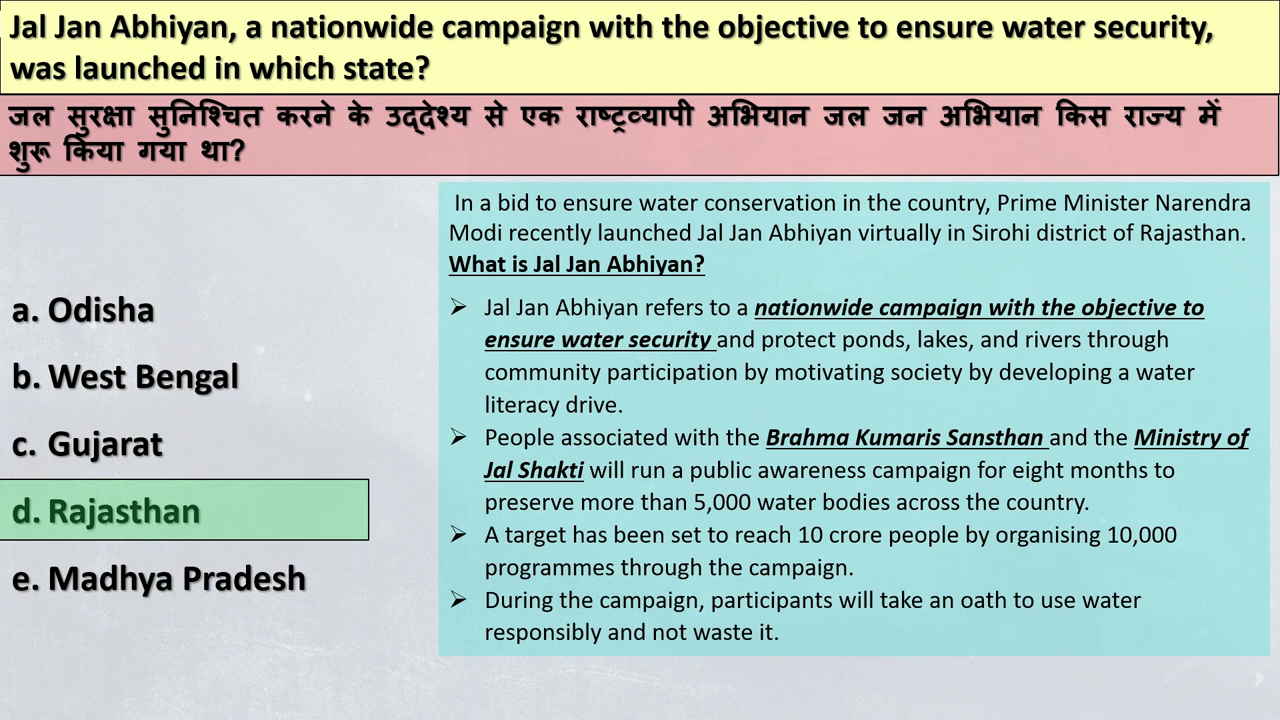 Jal Jan Abhiyan, a nationwide campaign with the objective to ensure water security,
was launched in which state?
जल सुरक्षा सुनिश्चित करने के उद्देश्य से एक राष्ट्रव्यापी अभियान जल जन अभियान किस राज्य में
शुरू किया गया था?
a. Odisha
b. West Bengal
c. Gujarat
d. Rajasthan
e. Madhya Pradesh
In a bid to ensure water conservation in the country, Prime Minister Narendra
Modi recently launched Jal Jan Abhiyan virtually in Sirohi district of Rajasthan.
What is Jal Jan Abhiyan?
➢ Jal Jan Abhiyan refers to a nationwide campaign with the objective to
ensure water security and protect ponds, lakes, and rivers through
community participation by motivating society by developing a water
literacy drive.
➢ People associated with the Brahma Kumaris Sansthan and the Ministry of
Jal Shakti will run a public awareness campaign for eight months to
preserve more than 5,000 water bodies across the country.
➢ A target has been set to reach 10 crore people by organising 10,000
programmes through the campaign.
➢ During the campaign, participants will take an oath to use water
responsibly and not waste it.